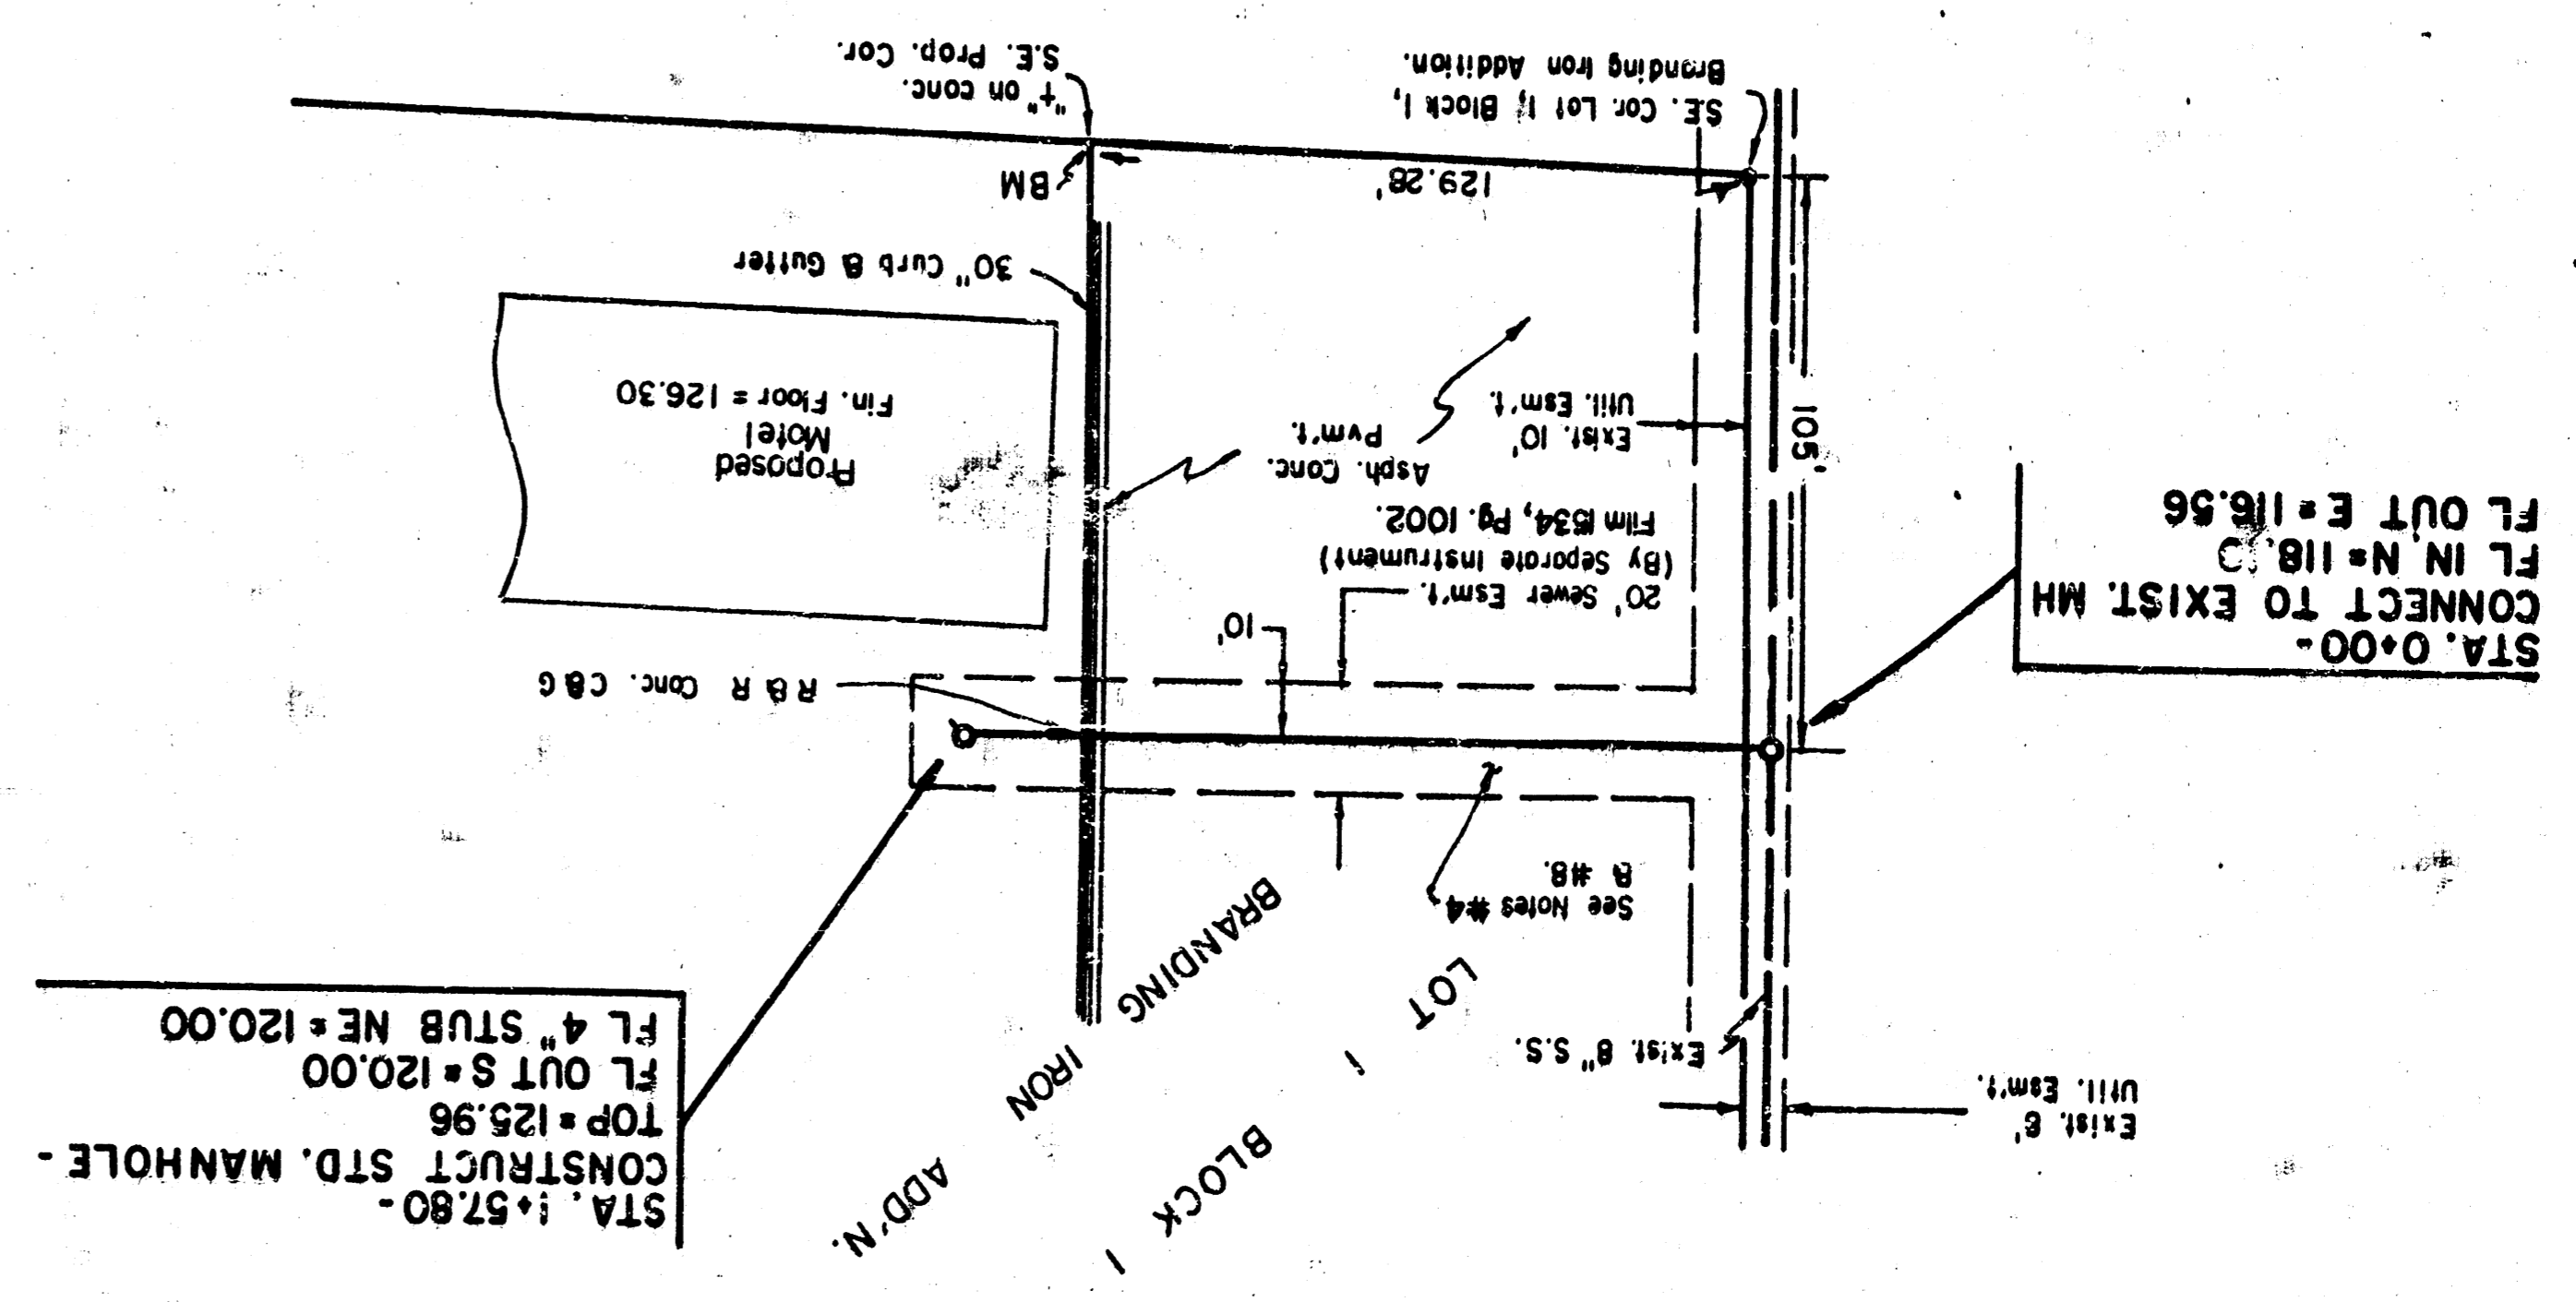 STA. 1+57.80-
CONSTRUCT STD. MANHOLE-
TOP = 125.96
FL OUT S = 120.00
FL 4" STUB NE = 120.00
Exist. 8'
Util. Esm't.
Exist. 8" S.S.
BLOCK 1
LOT 1
BRANDING IRON ADD'N.
See Notes #4
& #8.
STA. 0+00-
CONNECT TO EXIST. MH
FL IN N = 118.
FL OUT E = 116.56
R & R Conc. C & G
10'
20' Sewer Esm't.
(By Separate Instrument)
Film 1534, Pg. 1002.
Asph. Conc.
Pvm't.
Exist. 10'
Util. Esm't.
105'
Proposed
Motel
Fin. Floor = 126.30
30" Curb & Gutter
BM
129.28'
S.E. Cor. Lot 1, Block 1,
Branding Iron Addition.
"+" on conc.
S.E. Prop. Cor.